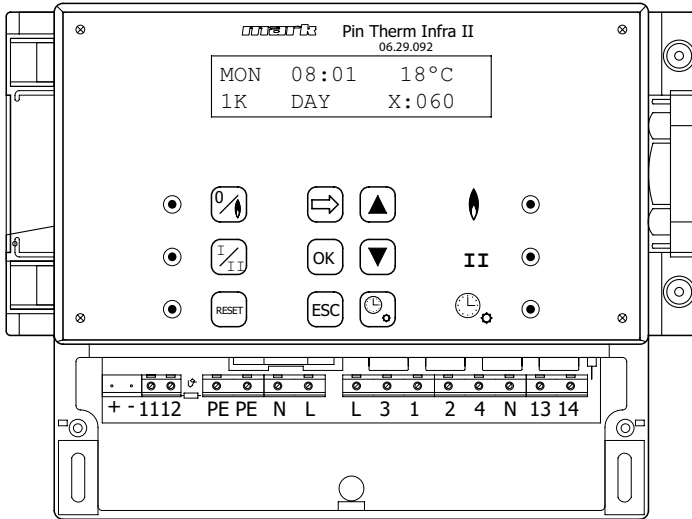 mark Pin Therm Infra II
06.29.092
MON 08:01 18°C
1K DAY X:060
0/
I/II OK II
RESET ESC
+ - 11 12 PE PE N L L 3 1 2 4 N 13 14